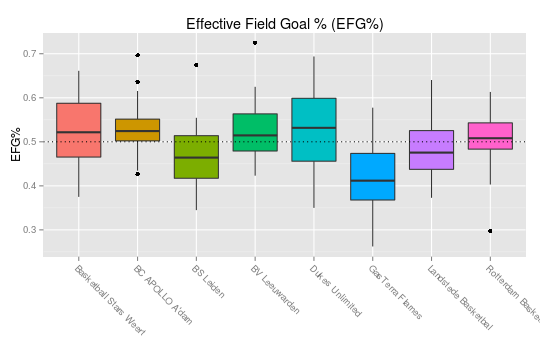 Effective Field Goal % (EFG%)
EFG%
0.7
0.6
0.5
0.4
0.3
Basketball Stars Weert
BC APOLLO A'dam
BS Leiden
BV Leeuwarden
Dukes Unlimited
GasTerra Flames
Landstede Basketbal
Rotterdam Baske